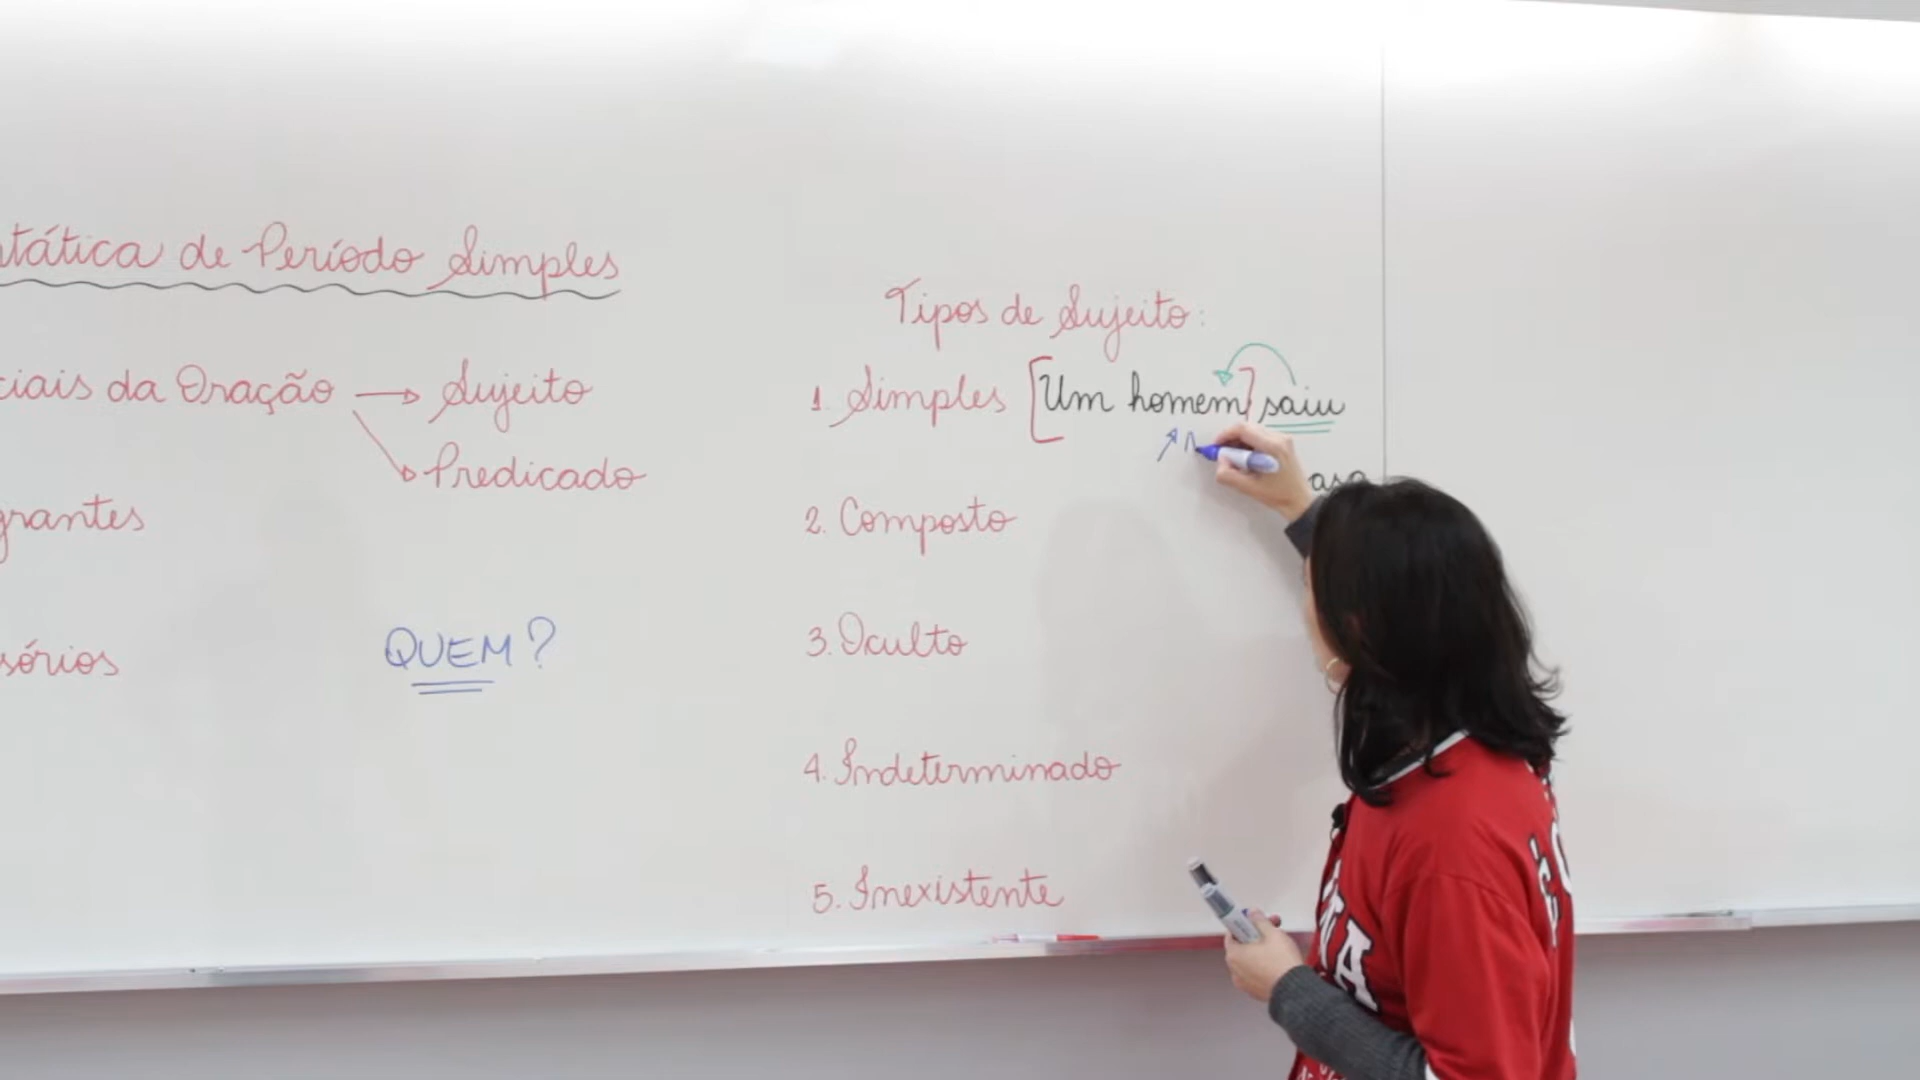 ntática de Período Simples
ciais da Oração → Sujeito
Predicado
grantes
sórios
QUEM?
Tipos de Sujeito:
1. Simples [Um homem] saiu
2. Composto
3. Oculto
4. Indeterminado
5. Inexistente